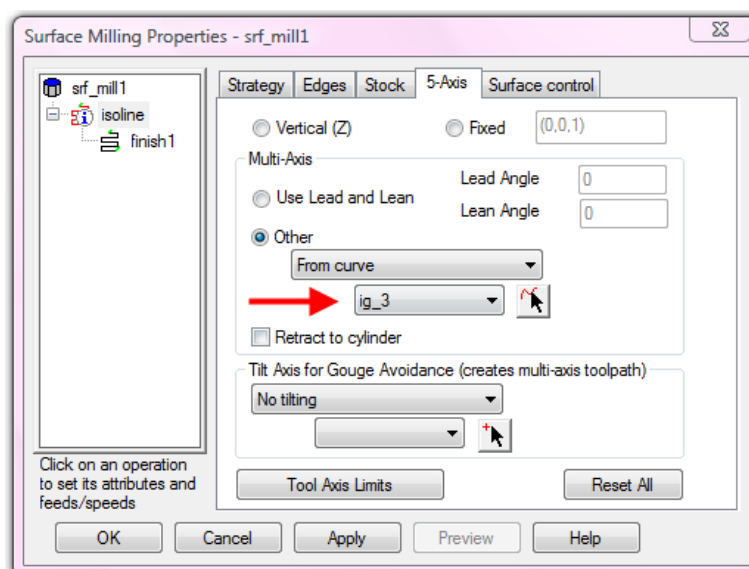 Surface Milling Properties - srf_mill1
srf_mill1
isoline
finish1
Click on an operation
to set its attributes and
feeds/speeds
Strategy Edges Stock 5-Axis Surface control
Vertical (Z) Fixed (0,0,1)
Multi-Axis
Lead Angle 0
Use Lead and Lean
Lean Angle 0
Other
From curve
ig_3
Retract to cylinder
Tilt Axis for Gouge Avoidance (creates multi-axis toolpath)
No tilting
Tool Axis Limits Reset All
OK Cancel Apply Preview Help